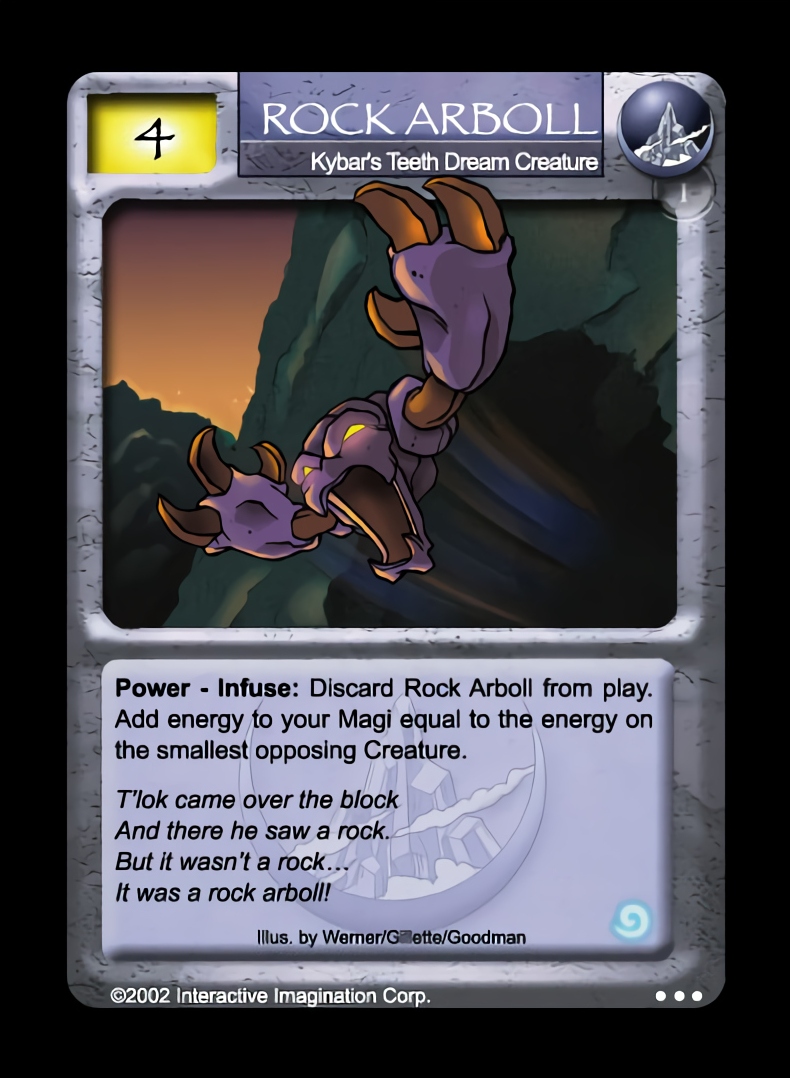 4
ROCK ARBOLL
Kybar's Teeth Dream Creature
1
Power - Infuse: Discard Rock Arboll from play.
Add energy to your Magi equal to the energy on
the smallest opposing Creature.
T'lok came over the block
And there he saw a rock.
But it wasn't a rock...
It was a rock arboll!
Illus. by Werner/ /Goodman
©2002 Interactive Imagination Corp.